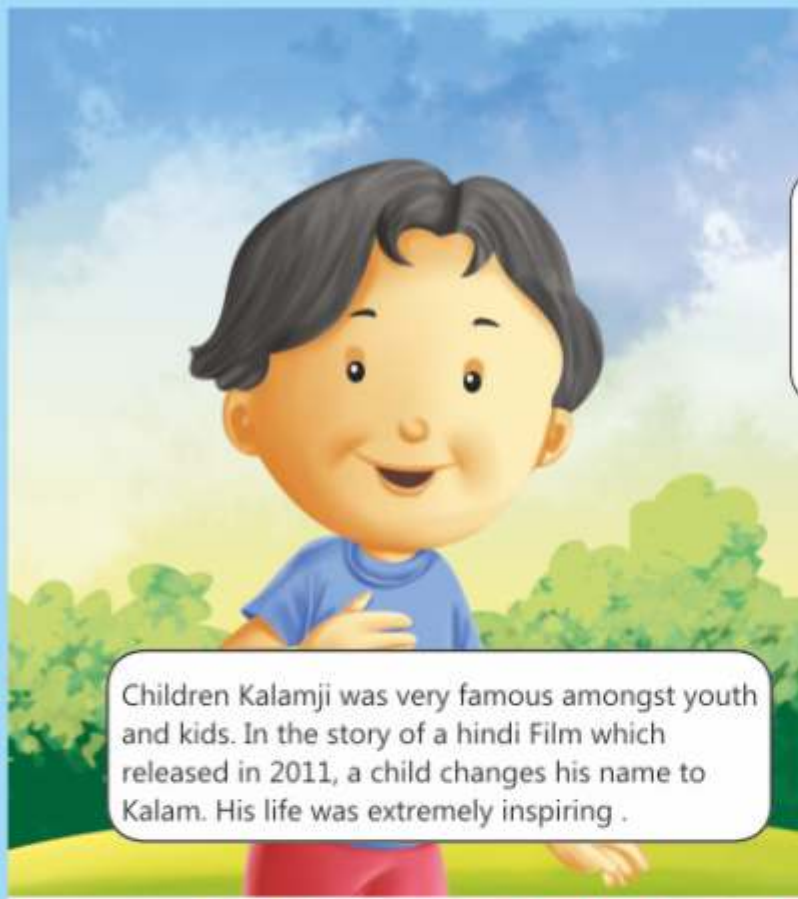 Children Kalamji was very famous amongst youth
and kids. In the story of a hindi Film which
released in 2011, a child changes his name to
Kalam. His life was extremely inspiring .